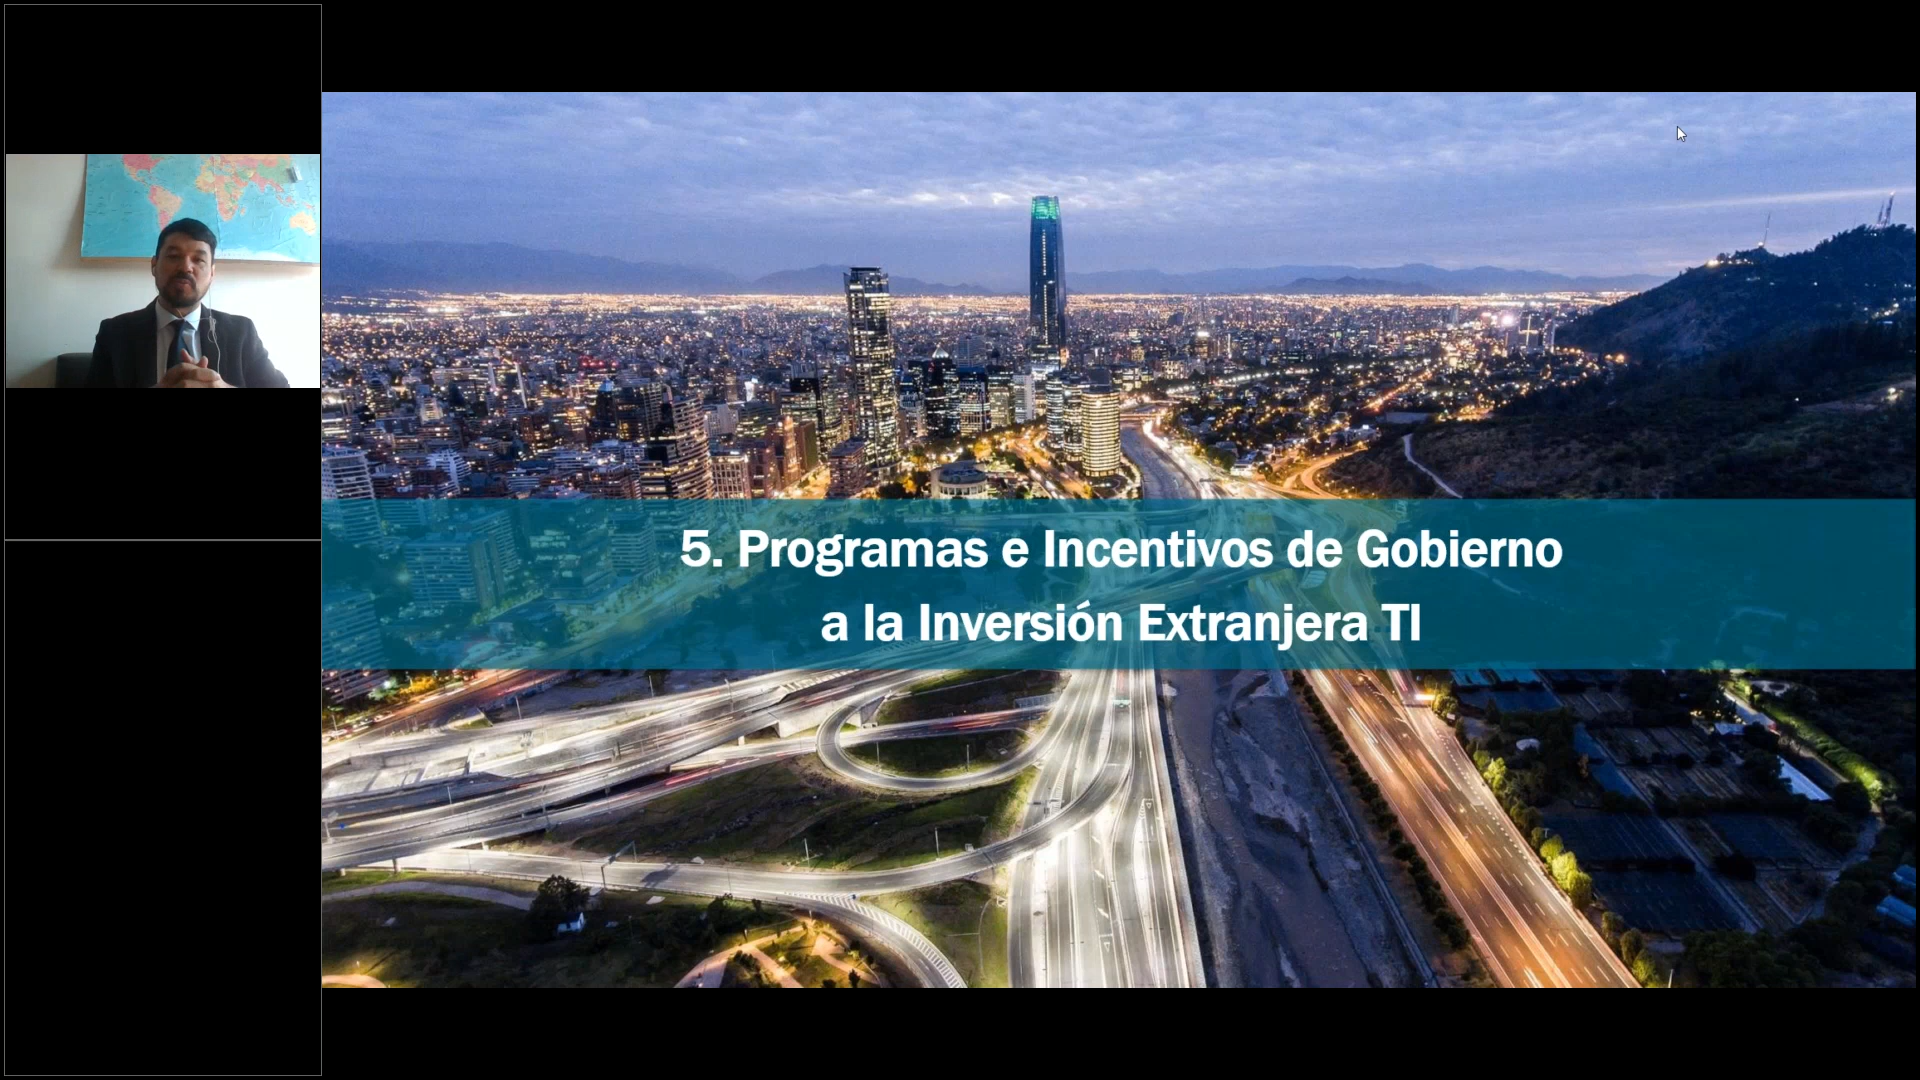 5. Programas e Incentivos de Gobierno
a la Inversión Extranjera TI